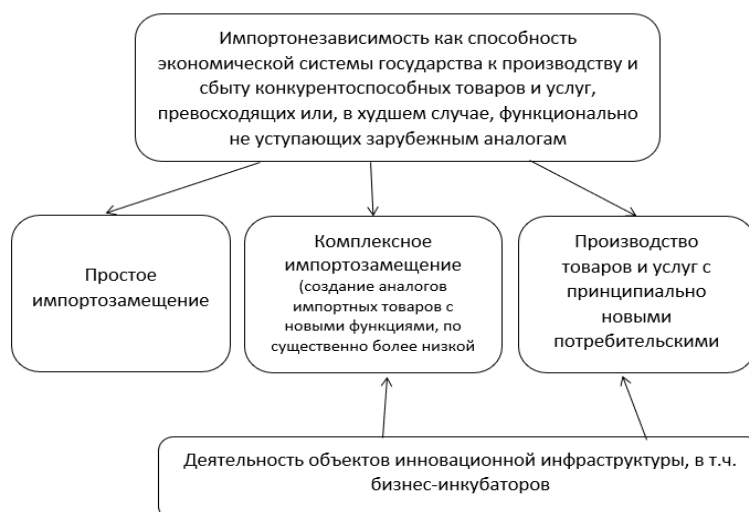 Импортонезависимость как способность
экономической системы государства к производству и
сбыту конкурентоспособных товаров и услуг,
превосходящих или, в худшем случае, функционально
не уступающих зарубежным аналогам
Простое
импортозамещение
Комплексное
импортозамещение
(создание аналогов
импортных товаров с
новыми функциями, по
существенно более низкой
Производство
товаров и услуг с
принципиально
новыми
потребительскими
Деятельность объектов инновационной инфраструктуры, в т.ч.
бизнес-инкубаторов